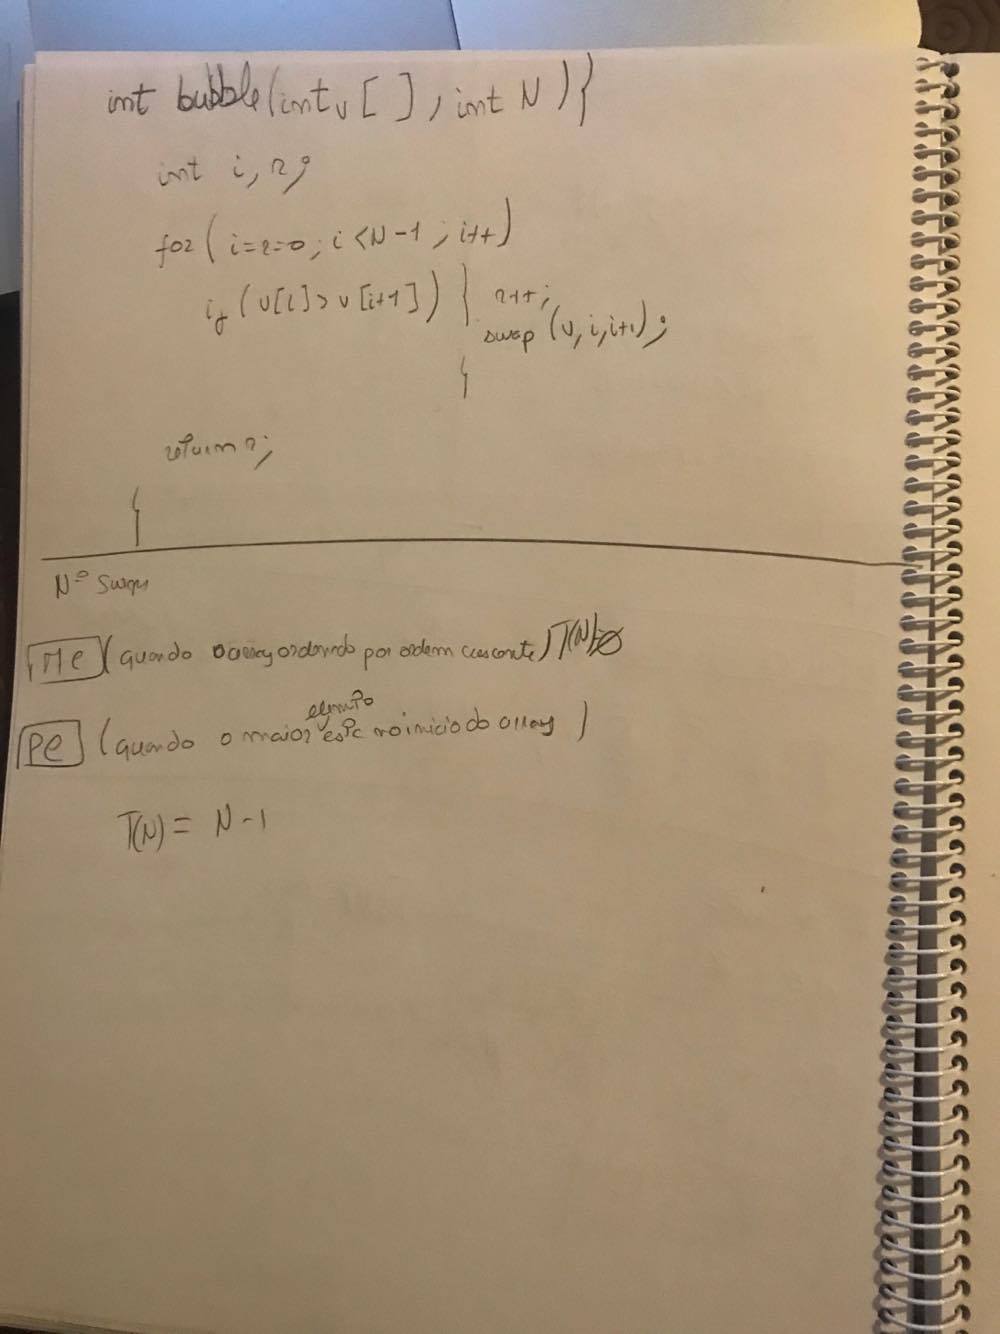 int bubble(int v[ ], int N){
int i, r;
for(i=r=0; i<N-1; i++)
if(v[i]>v[i+1]) { r++;
swap(v, i, i+1);
}
return r;
}
Nº Swaps
Me (quando o array ordenado por ordem crescente) T(N)=0
Pe (quando o maior elemento está no inicio do array)
T(N) = N-1